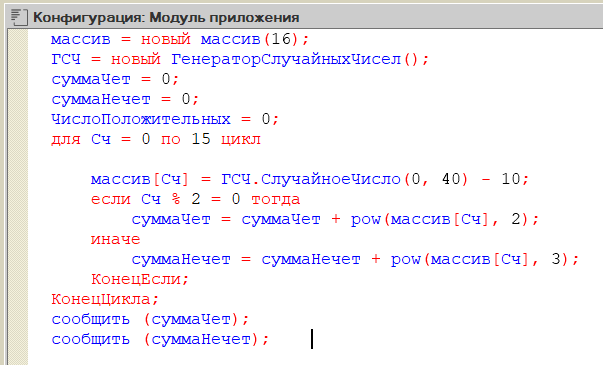 Конфигурация: Модуль приложения
массив = новый массив(16);
ГСЧ = новый ГенераторСлучайныхЧисел();
суммаЧет = 0;
суммаНечет = 0;
ЧислоПоложительных = 0;
для Сч = 0 по 15 цикл
массив[Сч] = ГСЧ.СлучайноеЧисло(0, 40) - 10;
если Сч % 2 = 0 тогда
суммаЧет = суммаЧет + pow(массив[Сч], 2);
иначе
суммаНечет = суммаНечет + pow(массив[Сч], 3);
КонецЕсли;
КонецЦикла;
сообщить (суммаЧет);
сообщить (суммаНечет);